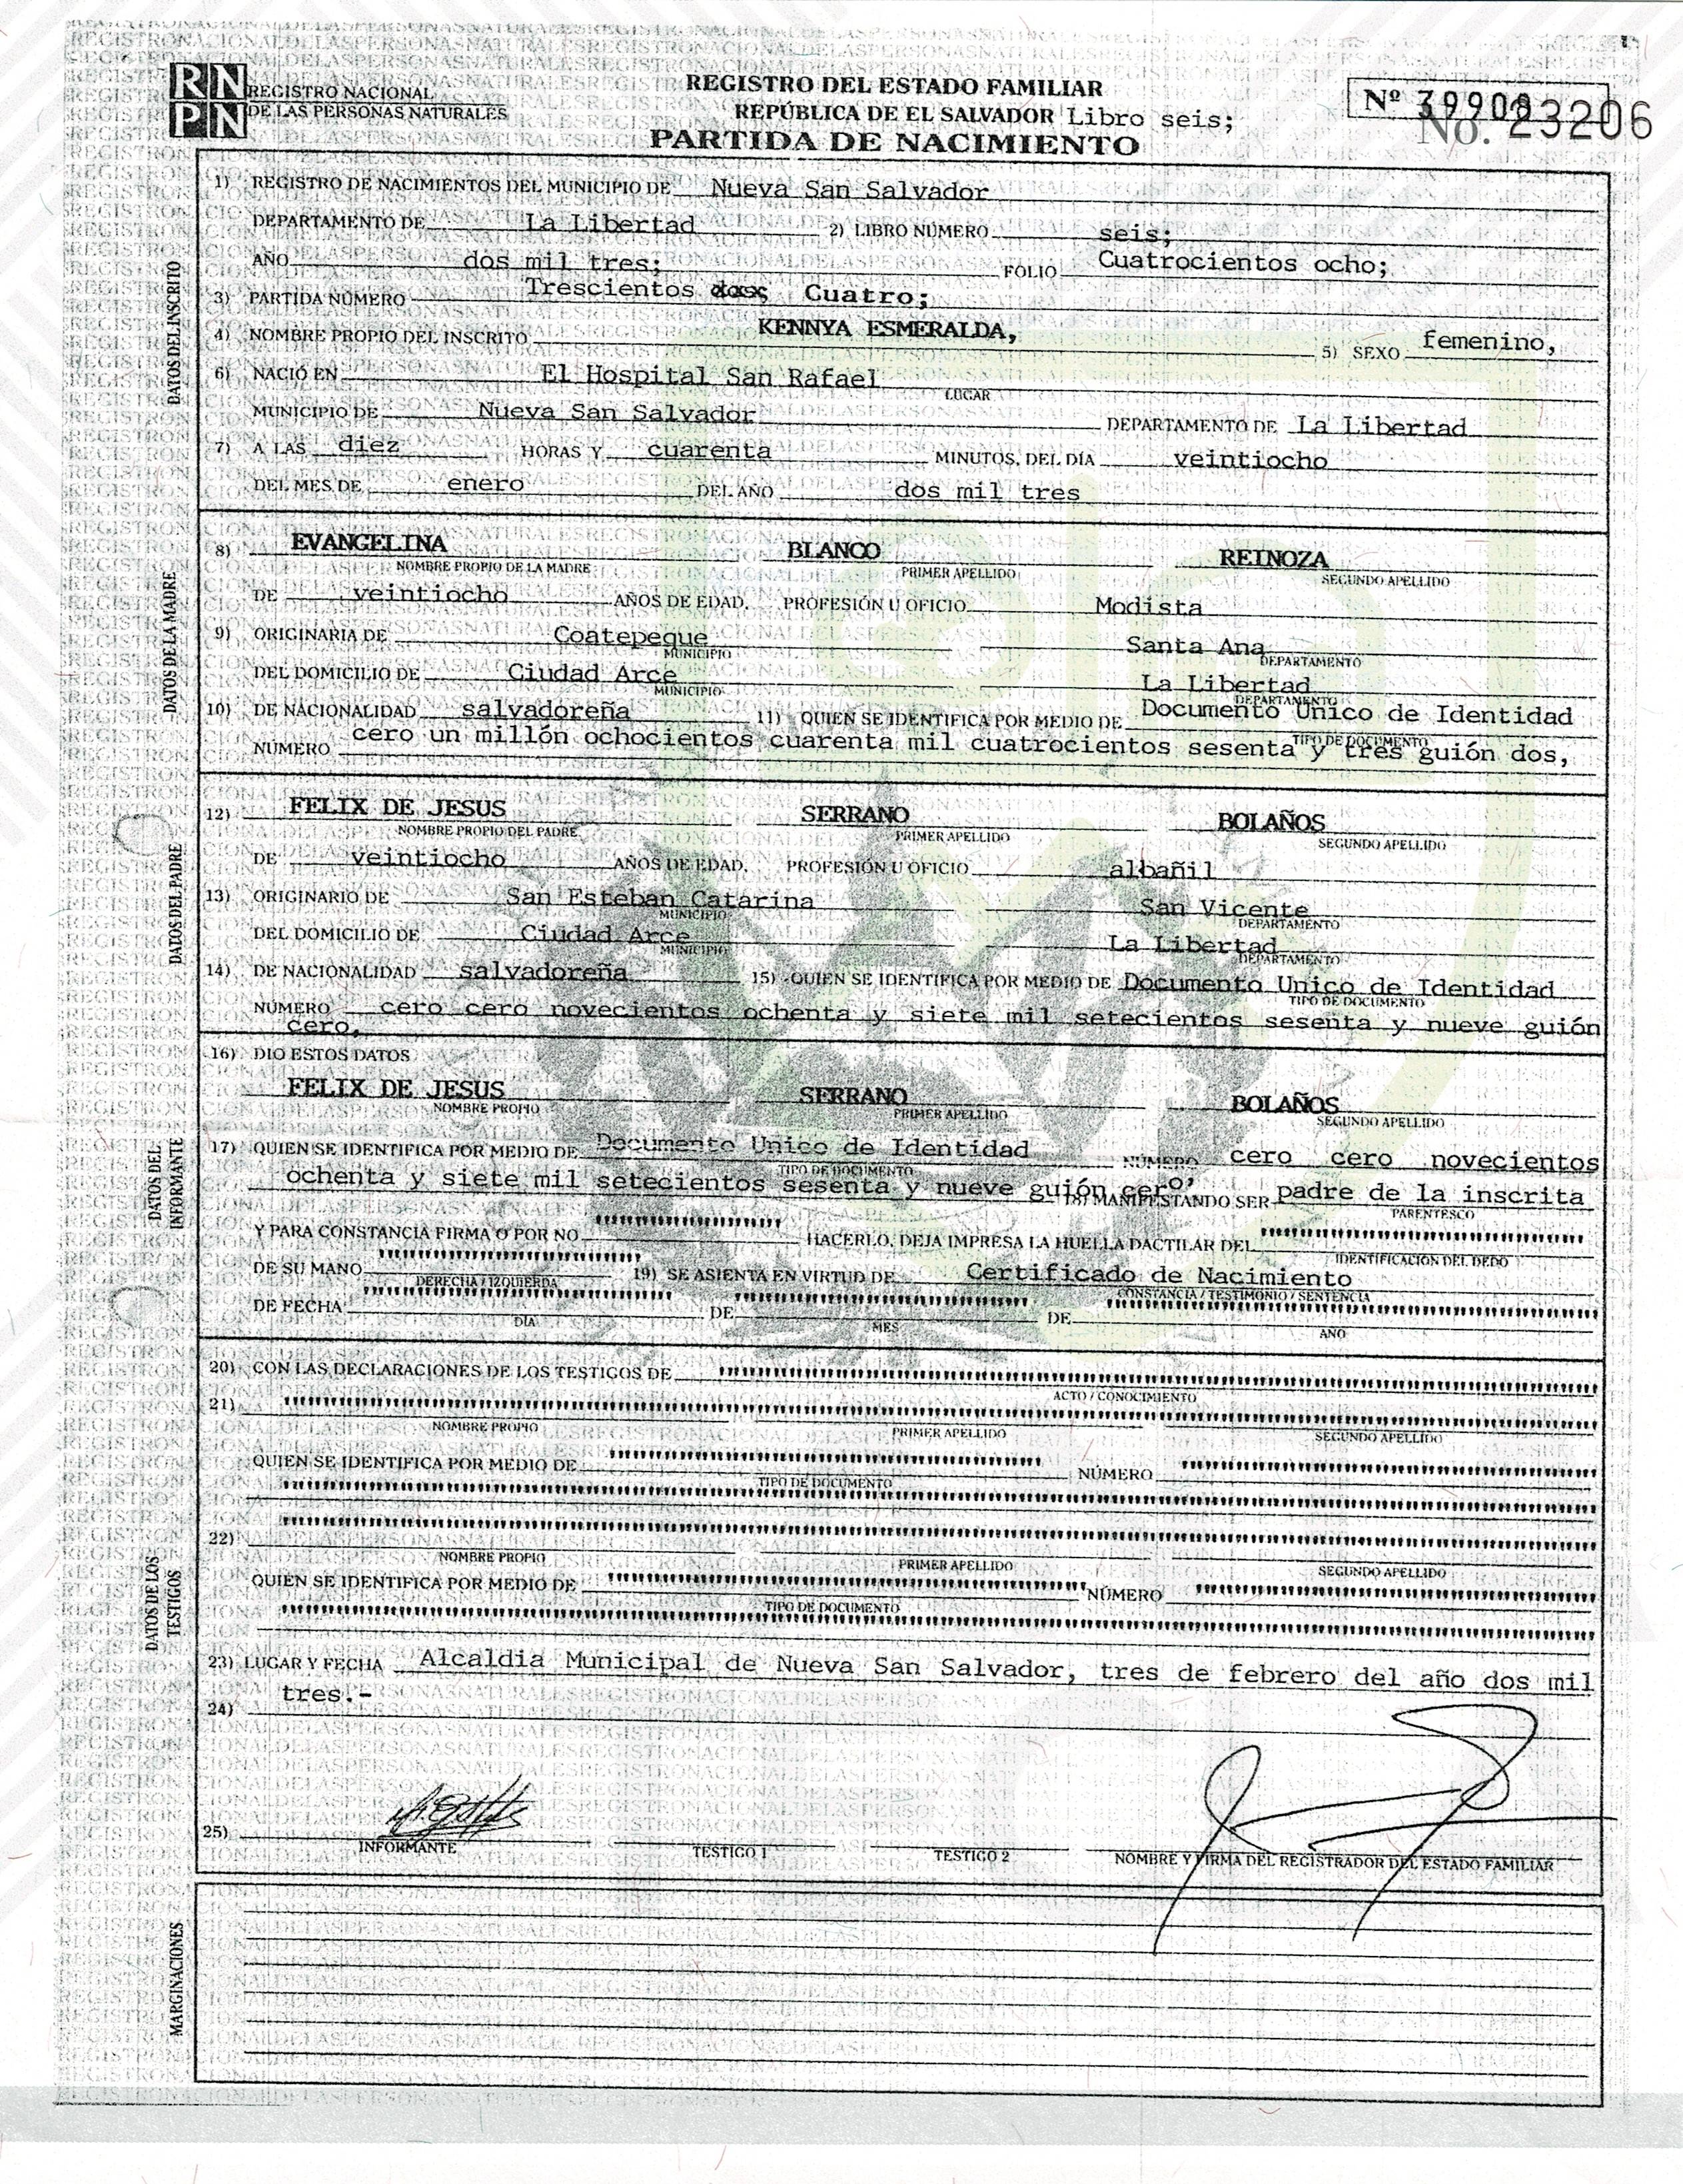 RN PN REGISTRO NACIONAL DE LAS PERSONAS NATURALES
REGISTRO DEL ESTADO FAMILIAR
REPÚBLICA DE EL SALVADOR Libro seis;
PARTIDA DE NACIMIENTO
Nº 39909
No. 23206
DATOS DEL INSCRITO
1) REGISTRO DE NACIMIENTOS DEL MUNICIPIO DE Nueva San Salvador
DEPARTAMENTO DE La Libertad 2) LIBRO NÚMERO seis;
AÑO dos mil tres; FOLIO Cuatrocientos ocho;
3) PARTIDA NÚMERO Trescientos Cuatro;
4) NOMBRE PROPIO DEL INSCRITO KENNYA ESMERALDA, 5) SEXO femenino,
6) NACIÓ EN El Hospital San Rafael
LUGAR
MUNICIPIO DE Nueva San Salvador DEPARTAMENTO DE La Libertad
7) A LAS diez HORAS Y cuarenta MINUTOS, DEL DÍA veintiocho
DEL MES DE enero DEL AÑO dos mil tres
DATOS DE LA MADRE
8) EVANGELINA BLANCO REINOZA
NOMBRE PROPIO DE LA MADRE PRIMER APELLIDO SEGUNDO APELLIDO
DE veintiocho AÑOS DE EDAD, PROFESIÓN U OFICIO Modista
9) ORIGINARIA DE Coatepeque Santa Ana
MUNICIPIO DEPARTAMENTO
DEL DOMICILIO DE Ciudad Arce La Libertad
MUNICIPIO DEPARTAMENTO
10) DE NACIONALIDAD salvadoreña 11) QUIEN SE IDENTIFICA POR MEDIO DE Documento Unico de Identidad
TIPO DE DOCUMENTO
NÚMERO cero un millón ochocientos cuarenta mil cuatrocientos sesenta y tres guión dos,
DATOS DEL PADRE
12) FELIX DE JESUS SERRANO BOLAÑOS
NOMBRE PROPIO DEL PADRE PRIMER APELLIDO SEGUNDO APELLIDO
DE veintiocho AÑOS DE EDAD, PROFESIÓN U OFICIO albañil
13) ORIGINARIO DE San Esteban Catarina San Vicente
MUNICIPIO DEPARTAMENTO
DEL DOMICILIO DE Ciudad Arce La Libertad
MUNICIPIO DEPARTAMENTO
14) DE NACIONALIDAD salvadoreña 15) QUIEN SE IDENTIFICA POR MEDIO DE Documento Unico de Identidad
TIPO DE DOCUMENTO
NÚMERO cero cero novecientos ochenta y siete mil setecientos sesenta y nueve guión
cero,
DATOS DEL INFORMANTE
16) DIO ESTOS DATOS
FELIX DE JESUS SERRANO BOLAÑOS
NOMBRE PROPIO PRIMER APELLIDO SEGUNDO APELLIDO
17) QUIEN SE IDENTIFICA POR MEDIO DE Documento Unico de Identidad NÚMERO cero cero novecientos
TIPO DE DOCUMENTO
ochenta y siete mil setecientos sesenta y nueve guión cero, 18) MANIFESTANDO SER padre de la inscrita
PARENTESCO
Y PARA CONSTANCIA FIRMA O POR NO HACERLO, DEJA IMPRESA LA HUELLA DACTILAR DEL
IDENTIFICACION DEL DEDO
DE SU MANO 19) SE ASIENTA EN VIRTUD DE Certificado de Nacimiento
DERECHA / IZQUIERDA CONSTANCIA / TESTIMONIO / SENTENCIA
DE FECHA DE DE
DIA MES AÑO
DATOS DE LOS TESTIGOS
20) CON LAS DECLARACIONES DE LOS TESTIGOS DE
ACTO / CONOCIMIENTO
21)
NOMBRE PROPIO PRIMER APELLIDO SEGUNDO APELLIDO
QUIEN SE IDENTIFICA POR MEDIO DE NÚMERO
TIPO DE DOCUMENTO
22)
NOMBRE PROPIO PRIMER APELLIDO SEGUNDO APELLIDO
QUIEN SE IDENTIFICA POR MEDIO DE NÚMERO
TIPO DE DOCUMENTO
23) LUGAR Y FECHA Alcaldia Municipal de Nueva San Salvador, tres de febrero del año dos mil
tres.-
24)
25)
INFORMANTE TESTIGO 1 TESTIGO 2 NOMBRE Y FIRMA DEL REGISTRADOR DEL ESTADO FAMILIAR
MARGINACIONES